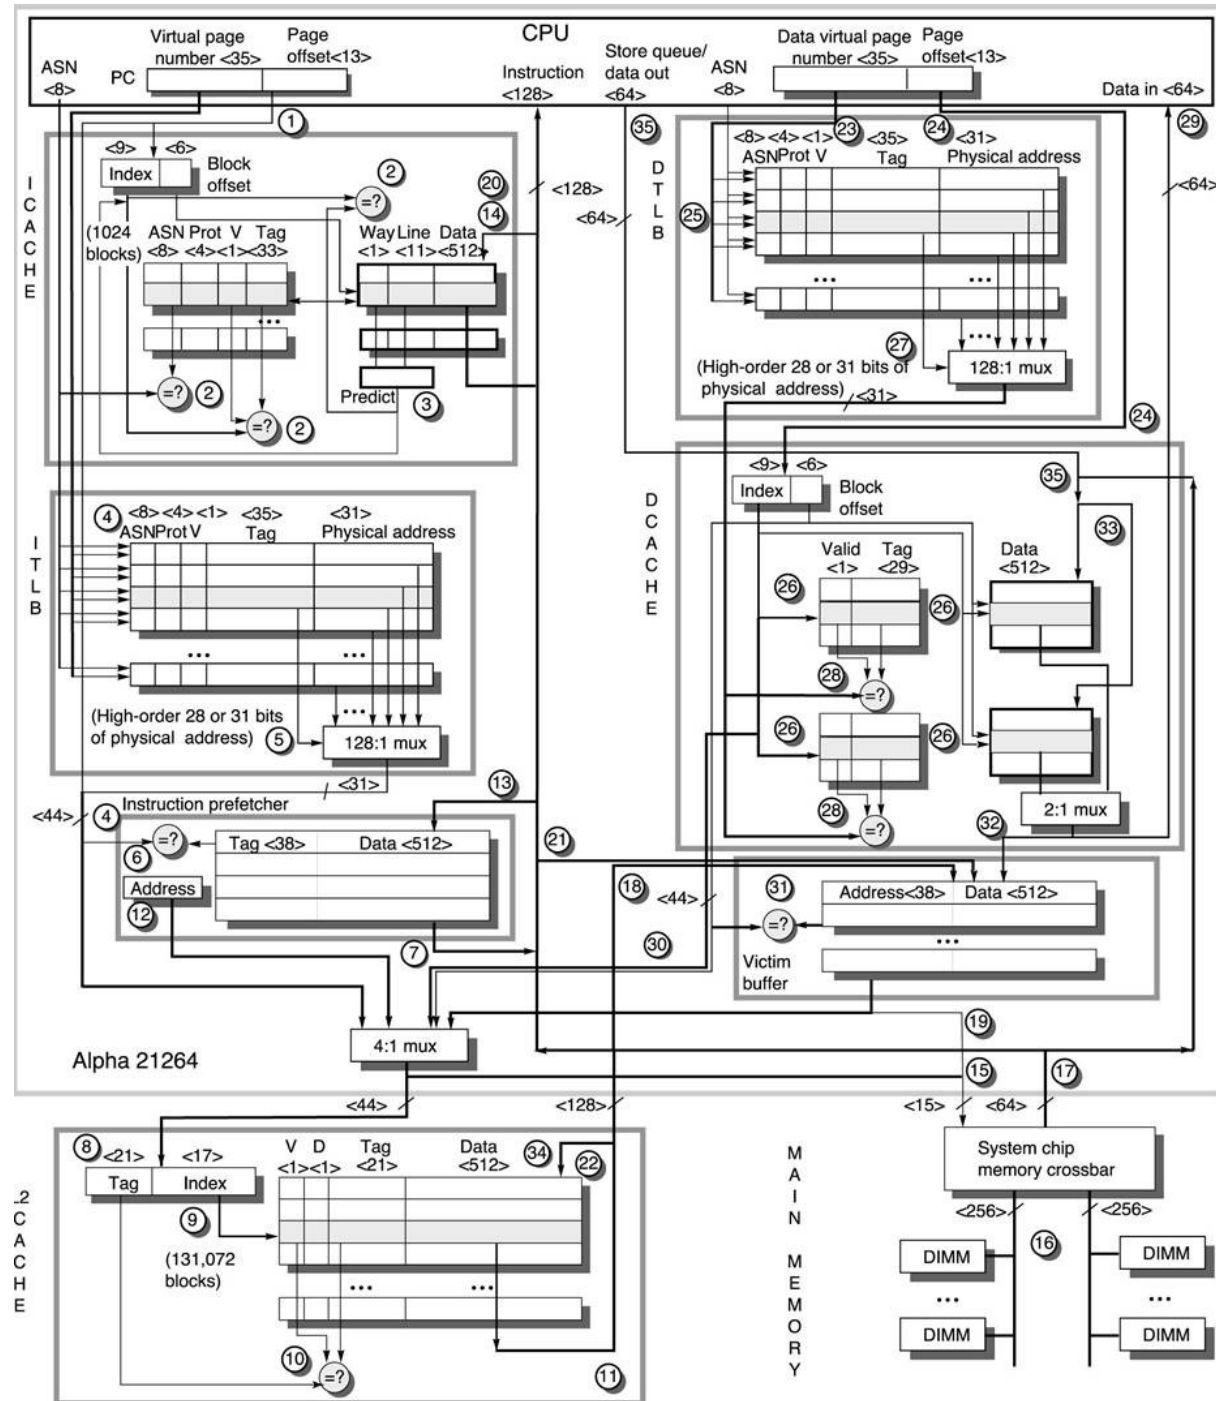 CPU
Virtual page
number <35>
Page
offset<13>
PC
ASN
<8>
Instruction
<128>
Store queue/
data out
<64>
ASN
<8>
Data virtual page
number <35>
Page
offset<13>
Data in <64>
1
35
23
24
29
ICACHE
<9>
<6>
Index
Block
offset
2
=?
20
<128>
14
(1024
blocks)
ASN Prot V Tag
<8> <4> <1> <33>
Way Line Data
<1> <11> <512>
...
=?
2
=?
2
Predict
3
<64>
DTLB
<8> <4> <1> <35> <31>
ASN Prot V Tag Physical address
25
...
...
...
27
128:1 mux
(High-order 28 or 31 bits of
physical address)
<31>
<64>
24
ITLB
4
<8> <4> <1> <35> <31>
ASN Prot V Tag Physical address
...
...
...
(High-order 28 or 31 bits
of physical address)
5
128:1 mux
<31>
<44>
DCACHE
<9>
<6>
Index
Block
offset
35
33
Valid
<1>
Tag
<29>
Data
<512>
26
26
28
=?
26
26
28
=?
2:1 mux
32
Instruction prefetcher
13
4
=?
Tag <38> Data <512>
6
Address
12
7
21
18
<44>
30
31
Address<38> Data <512>
=?
...
Victim
buffer
19
4:1 mux
Alpha 21264
15
17
<44>
<128>
<15>
<64>
L2 CACHE
8
<21>
<17>
Tag Index
9
(131,072
blocks)
V D Tag Data
<1> <1> <21> <512>
34
22
...
...
10
=?
11
MAIN MEMORY
System chip
memory crossbar
<256>
<256>
16
DIMM
DIMM
...
...
DIMM
DIMM